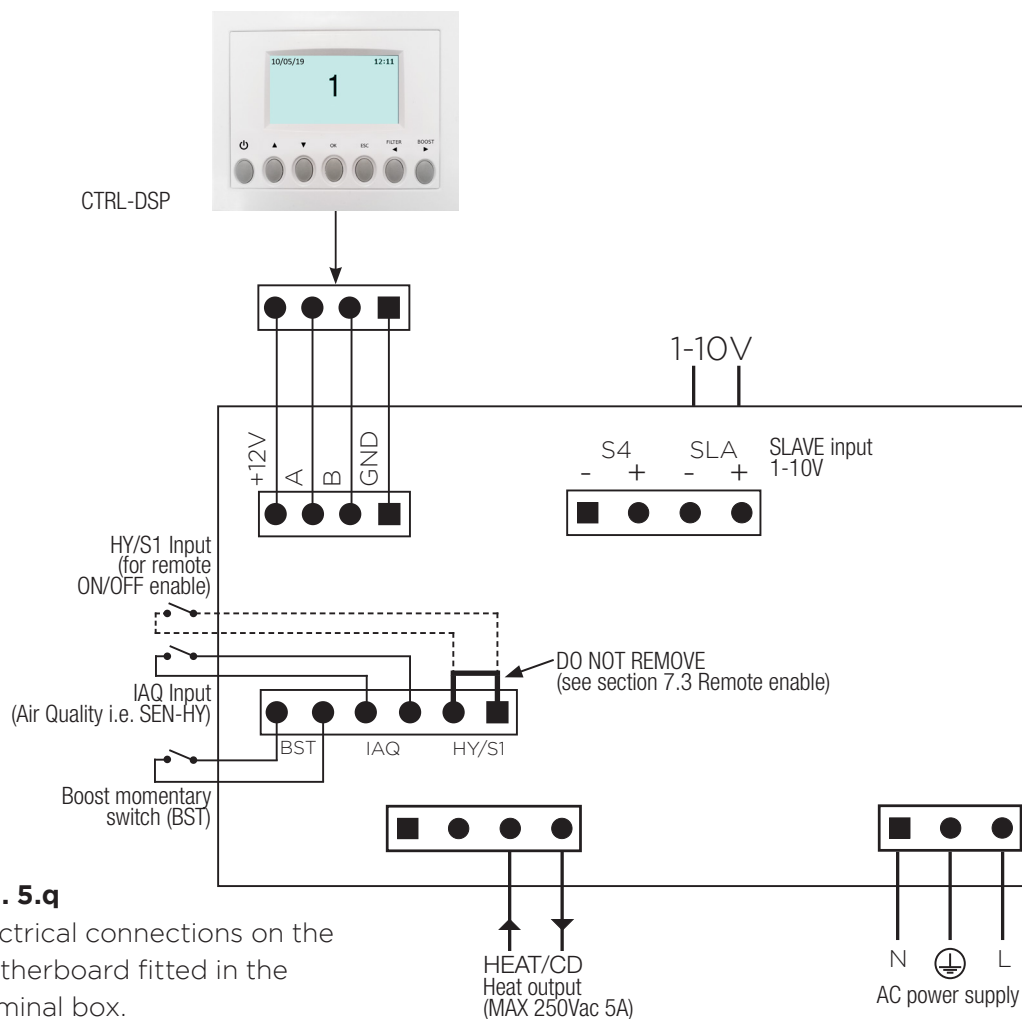 10/05/19 12:11
1
FILTER BOOST
OK ESC
CTRL-DSP
1-10V
+12V
A
B
GND
S4 SLA
- + - +
SLAVE input
1-10V
HY/S1 Input
(for remote
ON/OFF enable)
DO NOT REMOVE
(see section 7.3 Remote enable)
IAQ Input
(Air Quality i.e. SEN-HY)
BST IAQ HY/S1
Boost momentary
switch (BST)
. 5.q
ctrical connections on the
therboard fitted in the
minal box.
HEAT/CD
Heat output
(MAX 250Vac 5A)
N L
AC power supply